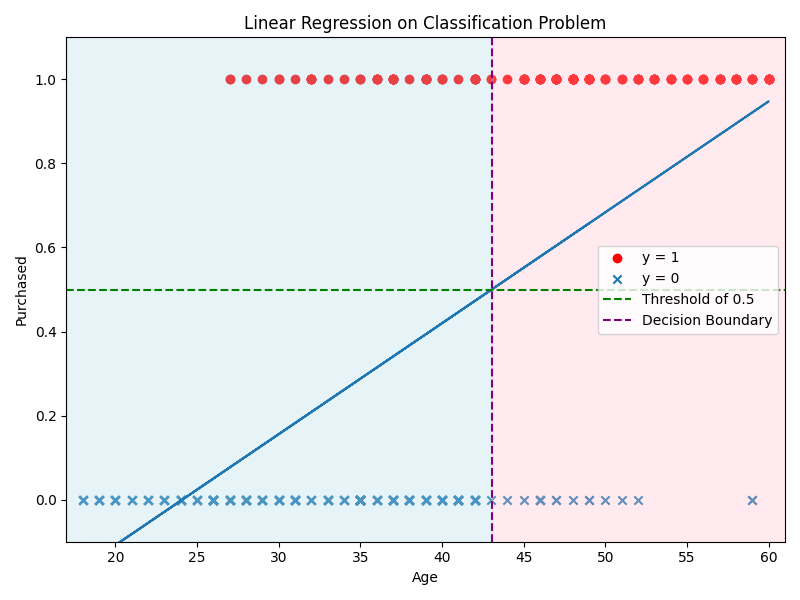 Linear Regression on Classification Problem
1.0
0.8
0.6
0.4
0.2
0.0
Purchased
y = 1
y = 0
Threshold of 0.5
Decision Boundary
20 25 30 35 40 45 50 55 60
Age